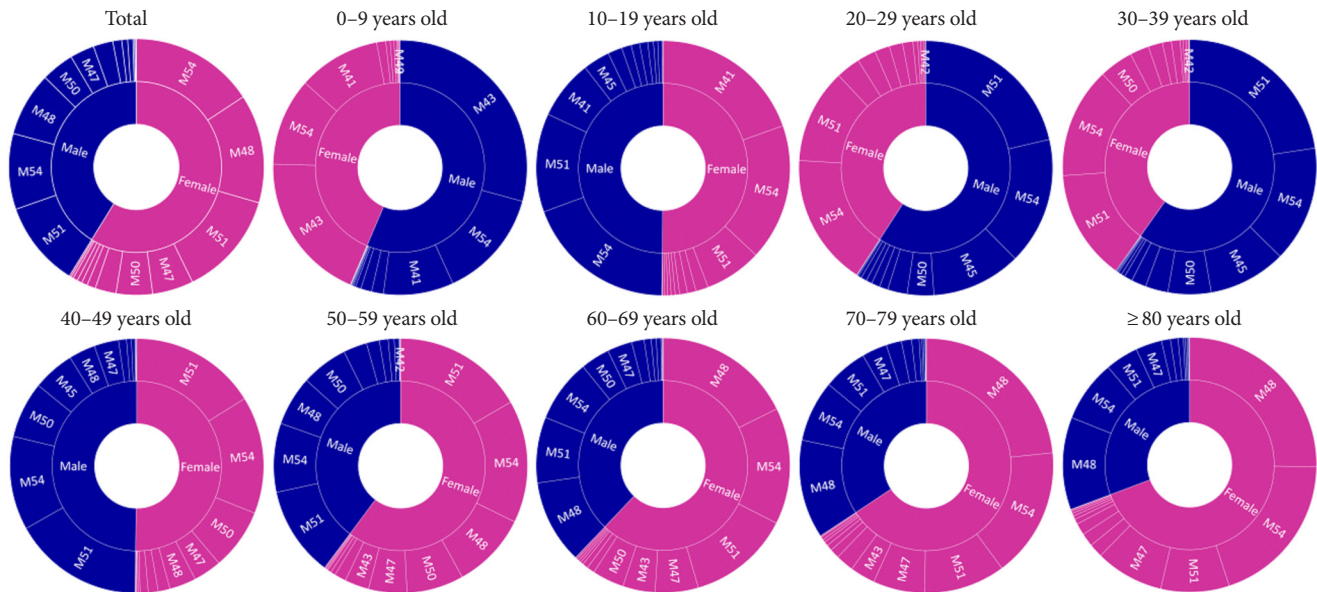 Total
0–9 years old
10–19 years old
20–29 years old
30–39 years old
Female
M54
M48
M51
M47
M50
Male
M51
M54
M48
M50
M47
Male
M43
M54
M41
Female
M43
M54
M41
Female
M41
M54
M51
Male
M54
M51
M41
M45
Male
M51
M54
M45
M50
Female
M54
M51
M42
Male
M51
M54
M45
M50
Female
M51
M54
M50
M42
40–49 years old
50–59 years old
60–69 years old
70–79 years old
≥ 80 years old
Female
M51
M54
M50
M47
M48
Male
M51
M54
M50
M45
M48
M47
Female
M51
M54
M48
M50
M47
M43
Male
M51
M54
M48
M50
M42
Female
M48
M54
M51
M47
M43
M50
Male
M48
M51
M54
M50
M47
Female
M48
M54
M51
M47
M43
Male
M48
M54
M51
M47
Female
M48
M54
M51
M47
Male
M48
M54
M51
M47